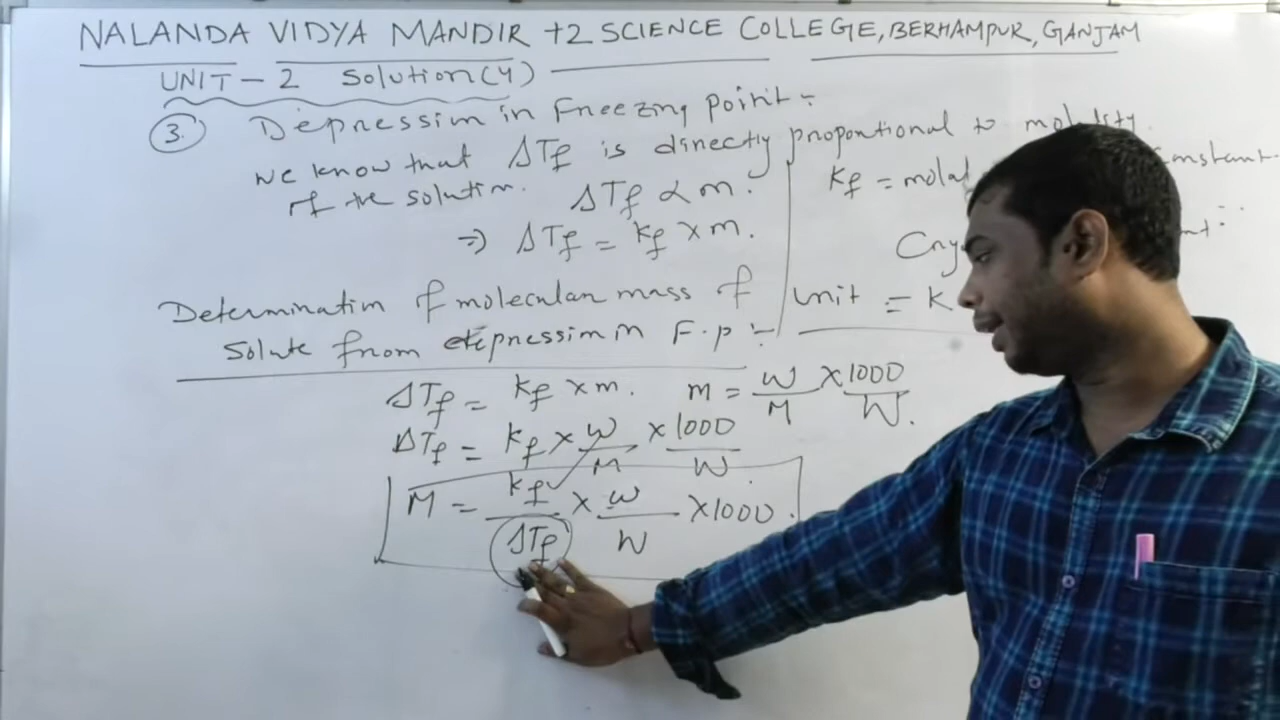 NALANDA VIDYA MANDIR +2 SCIENCE COLLEGE, BERHAMPUR, GANJAM
UNIT - 2 Solution (4)
3. Depression in Freezing point :-
we know that ΔTf is directly proportional to molality
of the solution.
ΔTf α m.
⇒ ΔTf = Kf × m.
Kf = molal constant
unit = K
Determination of molecular mass of
solute from depression in F.p :-
ΔTf = Kf × m. m = w/M × 1000/W.
ΔTf = Kf × w/M × 1000/W.
M = Kf/ΔTf × w/W × 1000.